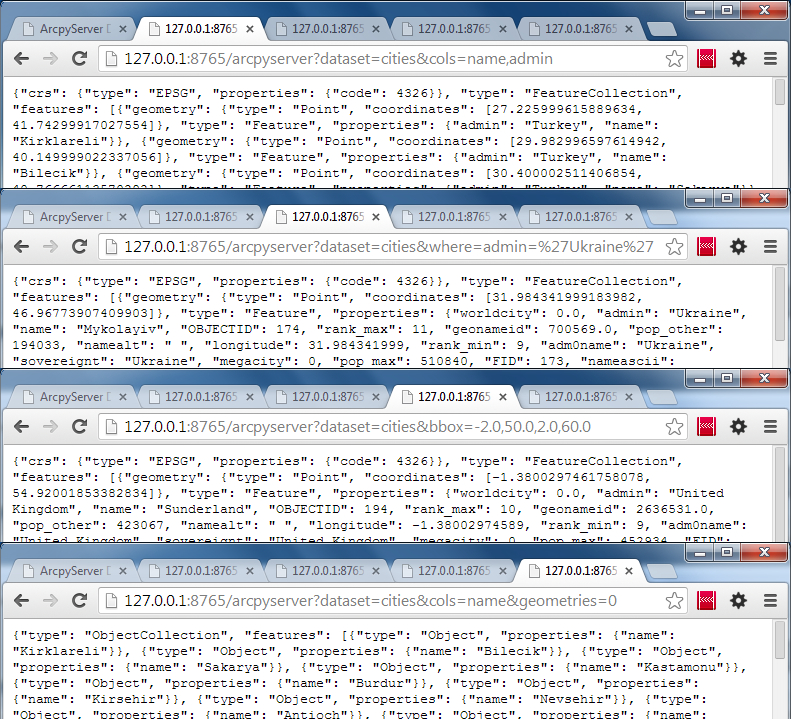 ArcpyServer D
127.0.0.1:8765
127.0.0.1:8765
127.0.0.1:8765
127.0.0.1:8765
127.0.0.1:8765/arcpyserver?dataset=cities&cols=name,admin
{"crs": {"type": "EPSG", "properties": {"code": 4326}}, "type": "FeatureCollection",
"features": [{"geometry": {"type": "Point", "coordinates": [27.225999615889634,
41.74299917027554]}, "type": "Feature", "properties": {"admin": "Turkey", "name":
"Kirklareli"}}, {"geometry": {"type": "Point", "coordinates": [29.982996597614942,
40.149999022337056]}, "type": "Feature", "properties": {"admin": "Turkey", "name":
"Bilecik"}}, {"geometry": {"type": "Point", "coordinates": [30.400002511406854,
"type": "Feature", "properties": {"admin": "Turkey", "name": "Sakarya"}},
ArcpyServer D
127.0.0.1:8765
127.0.0.1:8765
127.0.0.1:8765
127.0.0.1:8765
127.0.0.1:8765/arcpyserver?dataset=cities&where=admin=%27Ukraine%27
{"crs": {"type": "EPSG", "properties": {"code": 4326}}, "type": "FeatureCollection",
"features": [{"geometry": {"type": "Point", "coordinates": [31.984341999183982,
46.96773907409903]}, "type": "Feature", "properties": {"worldcity": 0.0, "admin": "Ukraine",
"name": "Mykolayiv", "OBJECTID": 174, "rank_max": 11, "geonameid": 700569.0, "pop_other":
194033, "namealt": " ", "longitude": 31.984341999, "rank_min": 9, "adm0name": "Ukraine",
"sovereignt": "Ukraine", "megacity": 0, "pop_max": 510840, "FID": 173, "nameascii":
ArcpyServer D
127.0.0.1:8765
127.0.0.1:8765
127.0.0.1:8765
127.0.0.1:8765
127.0.0.1:8765/arcpyserver?dataset=cities&bbox=-2.0,50.0,2.0,60.0
{"crs": {"type": "EPSG", "properties": {"code": 4326}}, "type": "FeatureCollection",
"features": [{"geometry": {"type": "Point", "coordinates": [-1.3800297461758078,
54.92001853382834]}, "type": "Feature", "properties": {"worldcity": 0.0, "admin": "United
Kingdom", "name": "Sunderland", "OBJECTID": 194, "rank_max": 10, "geonameid": 2636531.0,
"pop_other": 423067, "namealt": " ", "longitude": -1.38002974589, "rank_min": 9, "adm0name":
"United Kingdom", "sovereignt": "United Kingdom", "megacity": 0, "pop_max": 452934, "FID":
ArcpyServer D
127.0.0.1:8765
127.0.0.1:8765
127.0.0.1:8765
127.0.0.1:8765
127.0.0.1:8765/arcpyserver?dataset=cities&cols=name&geometries=0
{"type": "ObjectCollection", "features": [{"type": "Object", "properties": {"name":
"Kirklareli"}}, {"type": "Object", "properties": {"name": "Bilecik"}}, {"type": "Object",
"properties": {"name": "Sakarya"}}, {"type": "Object", "properties": {"name": "Kastamonu"}},
{"type": "Object", "properties": {"name": "Burdur"}}, {"type": "Object", "properties":
{"name": "Kirsehir"}}, {"type": "Object", "properties": {"name": "Nevsehir"}}, {"type":
"Object", "properties": {"name": "Antioch"}}, {"type": "Object", "properties": {"name":